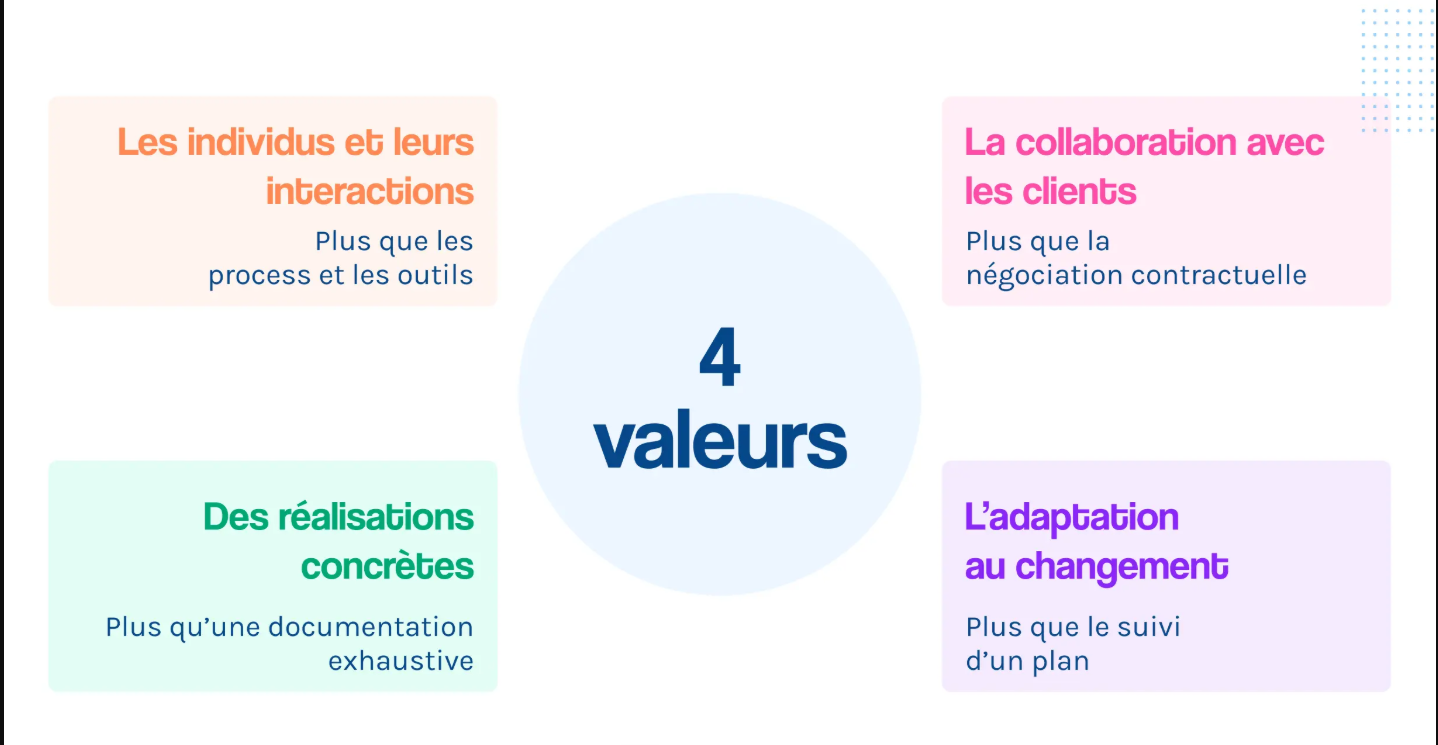 Les individus et leurs
interactions
Plus que les
process et les outils
La collaboration avec
les clients
Plus que la
négociation contractuelle
4
valeurs
Des réalisations
concrètes
Plus qu’une documentation
exhaustive
L’adaptation
au changement
Plus que le suivi
d’un plan